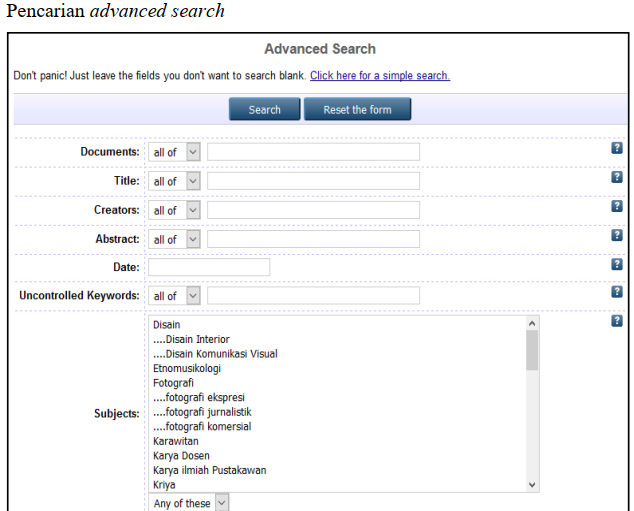 Pencarian advanced search
Advanced Search
Don't panic! Just leave the fields you don't want to search blank. Click here for a simple search.
Search Reset the form
Documents: all of ?
Title: all of ?
Creators: all of ?
Abstract: all of ?
Date: ?
Uncontrolled Keywords: all of ?
Subjects: ?
Disain
....Disain Interior
....Disain Komunikasi Visual
Etnomusikologi
Fotografi
....fotografi ekspresi
....fotografi jurnalistik
....fotografi komersial
Karawitan
Karya Dosen
Karya ilmiah Pustakawan
Kriya
Any of these